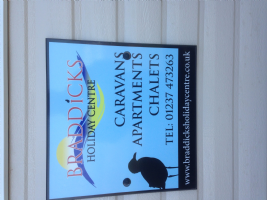 BRADDICKS
HOLIDAY CENTRE
CARAVANS
APARTMENTS
CHALETS
TEL: 01237 473263
www.braddicksholidaycentre.co.uk